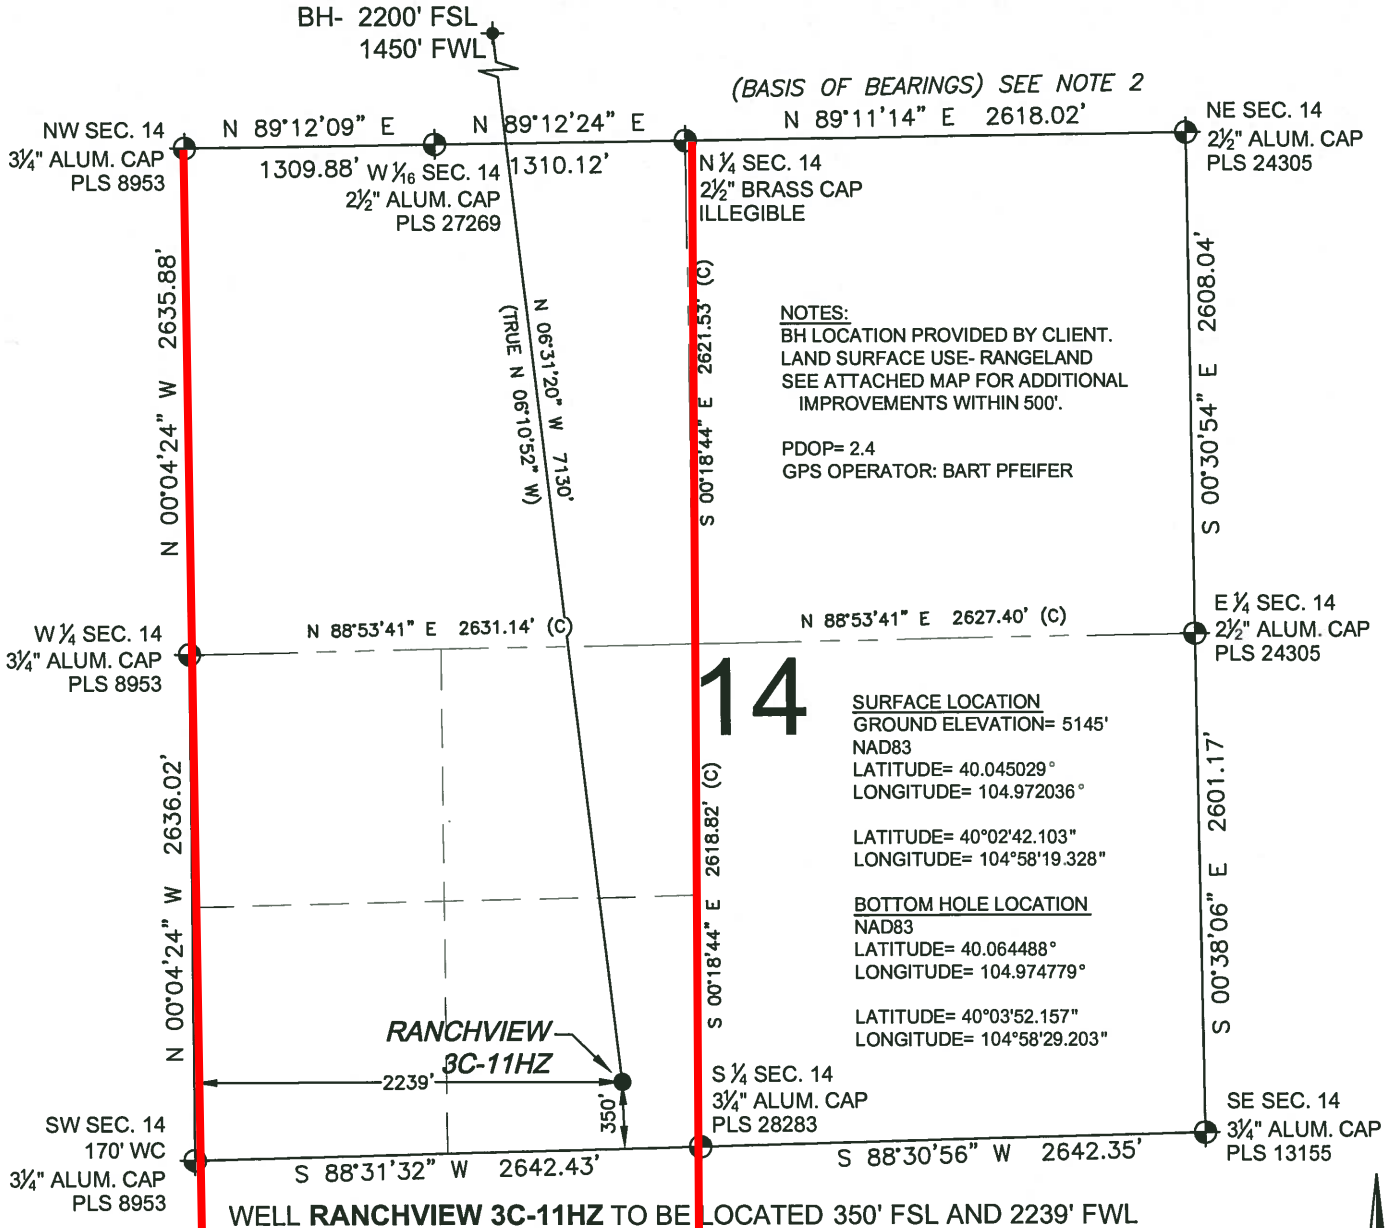 BH- 2200' FSL
1450' FWL
(BASIS OF BEARINGS) SEE NOTE 2
N 89°12'09" E
N 89°12'24" E
N 89°11'14" E 2618.02'
NW SEC. 14
3¼" ALUM. CAP
PLS 8953
1309.88'
W 1/16 SEC. 14
2½" ALUM. CAP
PLS 27269
1310.12'
N ¼ SEC. 14
2½" BRASS CAP
ILLEGIBLE
NE SEC. 14
2½" ALUM. CAP
PLS 24305
N 00°04'24" W 2635.88'
N 06°31'20" W 7130'
(TRUE N 06°10'52" W)
S 00°18'44" E 2621.53' (C)
NOTES:
BH LOCATION PROVIDED BY CLIENT.
LAND SURFACE USE- RANGELAND
SEE ATTACHED MAP FOR ADDITIONAL
IMPROVEMENTS WITHIN 500'.
PDOP= 2.4
GPS OPERATOR: BART PFEIFER
S 00°30'54" E 2608.04'
W ¼ SEC. 14
3¼" ALUM. CAP
PLS 8953
N 88°53'41" E 2631.14' (C)
N 88°53'41" E 2627.40' (C)
E ¼ SEC. 14
2½" ALUM. CAP
PLS 24305
14
SURFACE LOCATION
GROUND ELEVATION= 5145'
NAD83
LATITUDE= 40.045029°
LONGITUDE= 104.972036°
LATITUDE= 40°02'42.103"
LONGITUDE= 104°58'19.328"
BOTTOM HOLE LOCATION
NAD83
LATITUDE= 40.064488°
LONGITUDE= 104.974779°
LATITUDE= 40°03'52.157"
LONGITUDE= 104°58'29.203"
N 00°04'24" W 2636.02'
S 00°18'44" E 2618.82' (C)
S 00°38'06" E 2601.17'
RANCHVIEW
3C-11HZ
2239'
350'
SW SEC. 14
170' WC
3¼" ALUM. CAP
PLS 8953
S ¼ SEC. 14
3¼" ALUM. CAP
PLS 28283
SE SEC. 14
3¼" ALUM. CAP
PLS 13155
S 88°31'32" W 2642.43'
S 88°30'56" W 2642.35'
WELL RANCHVIEW 3C-11HZ TO BE LOCATED 350' FSL AND 2239' FWL